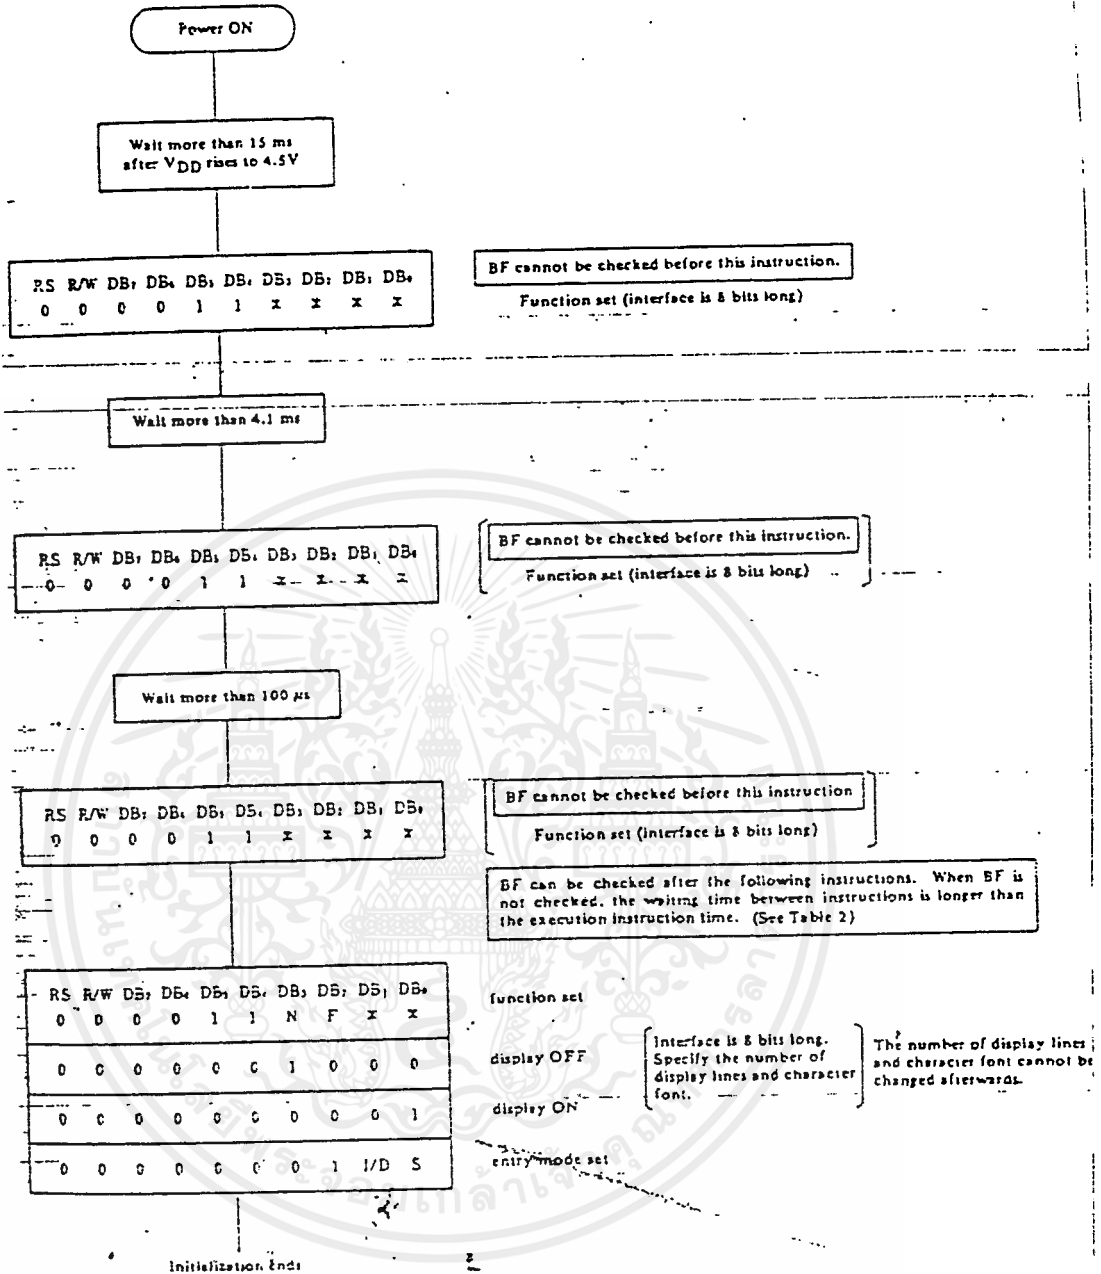 Power ON
Wait more than 15 ms
after VDD rises to 4.5V
RS R/W DB₇ DB₆ DB₅ DB₄ DB₃ DB₂ DB₁ DB₀
0 0 0 0 1 1 x x x x
BF cannot be checked before this instruction.
Function set (interface is 8 bits long)
Wait more than 4.1 ms
RS R/W DB₇ DB₆ DB₅ DB₄ DB₃ DB₂ DB₁ DB₀
0 0 0 0 1 1 x x x x
BF cannot be checked before this instruction.
Function set (interface is 8 bits long)
Wait more than 100 µs
RS R/W DB₇ DB₆ DB₅ DB₄ DB₃ DB₂ DB₁ DB₀
0 0 0 0 1 1 x x x x
BF cannot be checked before this instruction
Function set (interface is 8 bits long)
BF can be checked after the following instructions. When BF is
not checked, the waiting time between instructions is longer than
the execution instruction time. (See Table 2)
RS R/W DB₇ DB₆ DB₅ DB₄ DB₃ DB₂ DB₁ DB₀
0 0 0 0 1 1 N F x x
function set
0 0 0 0 0 0 1 0 0 0
display OFF
Interface is 8 bits long.
Specify the number of
display lines and character
font.
The number of display lines
and character font cannot be
changed afterwards.
0 0 0 0 0 0 0 0 0 1
display ON
0 0 0 0 0 0 0 1 I/D S
entry mode set
Initialization Ends